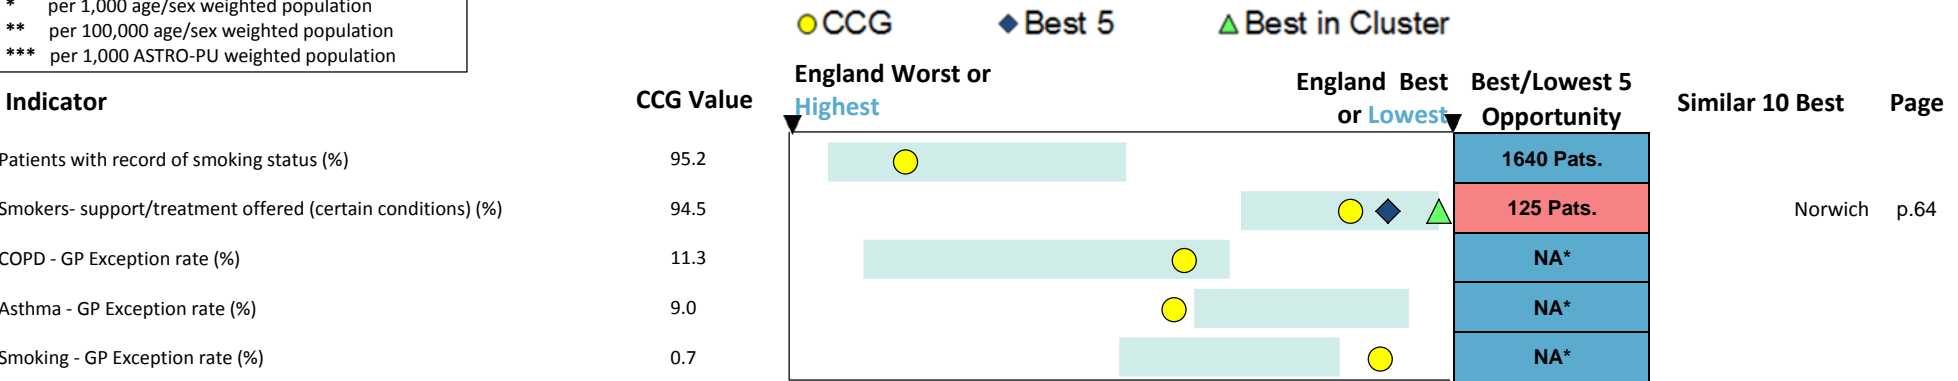 * per 1,000 age/sex weighted population
** per 100,000 age/sex weighted population
*** per 1,000 ASTRO-PU weighted population
CCG Best 5 Best in Cluster
Indicator CCG Value England Worst or Highest England Best or Lowest Best/Lowest 5 Opportunity Similar 10 Best Page
Patients with record of smoking status (%) 95.2 1640 Pats.
Smokers- support/treatment offered (certain conditions) (%) 94.5 125 Pats. Norwich p.64
COPD - GP Exception rate (%) 11.3 NA*
Asthma - GP Exception rate (%) 9.0 NA*
Smoking - GP Exception rate (%) 0.7 NA*